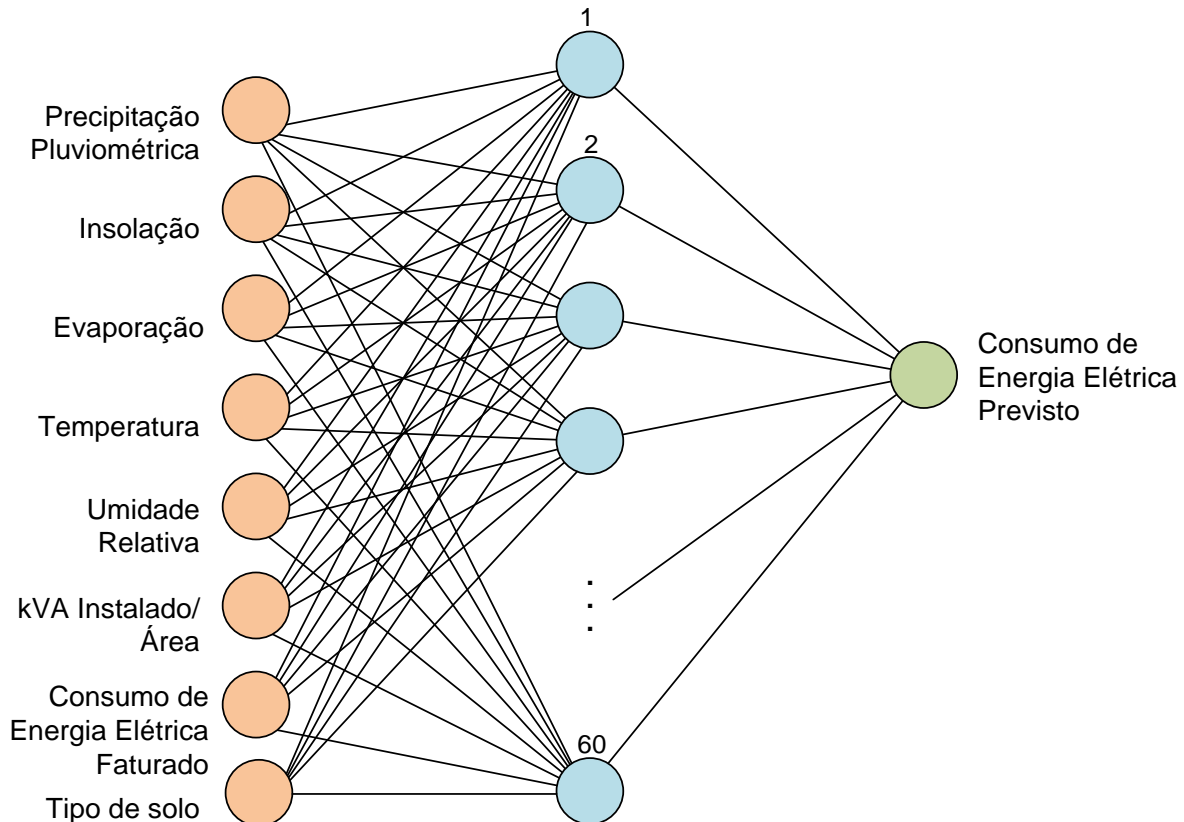 1
Precipitação
Pluviométrica
2
Insolação
Evaporação
Consumo de
Energia Elétrica
Previsto
Temperatura
Umidade
Relativa
kVA Instalado/
Área
Consumo de
Energia Elétrica
Faturado
60
Tipo de solo